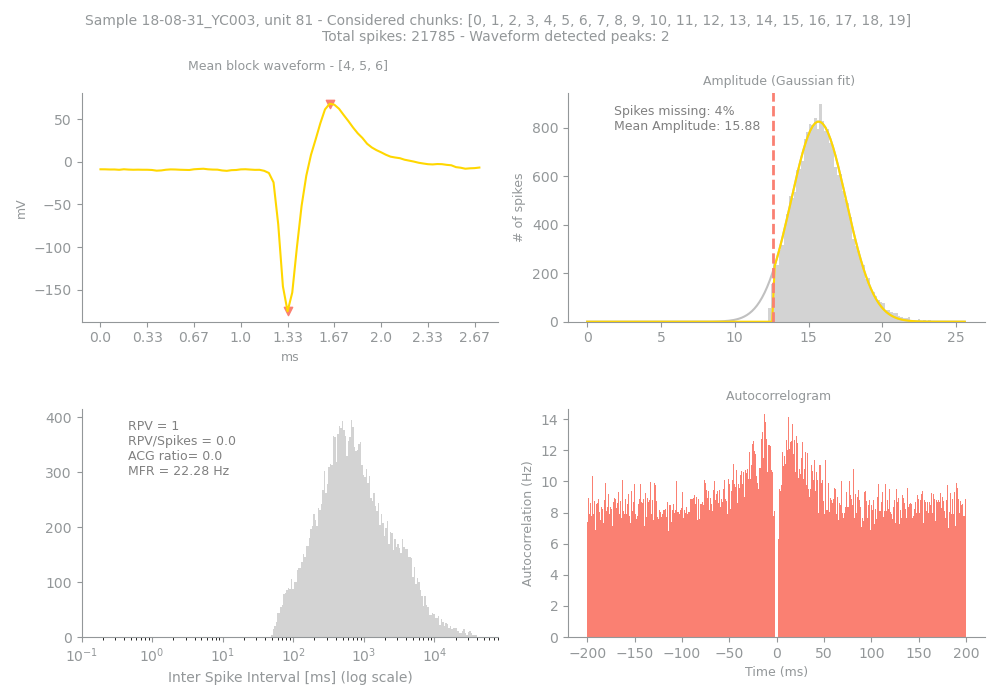 Sample 18-08-31_YC003, unit 81 - Considered chunks: [0, 1, 2, 3, 4, 5, 6, 7, 8, 9, 10, 11, 12, 13, 14, 15, 16, 17, 18, 19]
Total spikes: 21785 - Waveform detected peaks: 2
Mean block waveform - [4, 5, 6]
50
0
−50
−100
−150
mV
0.0 0.33 0.67 1.0 1.33 1.67 2.0 2.33 2.67
ms
Amplitude (Gaussian fit)
Spikes missing: 4%
Mean Amplitude: 15.88
800
600
400
200
0
# of spikes
0 5 10 15 20 25
RPV = 1
RPV/Spikes = 0.0
ACG ratio= 0.0
MFR = 22.28 Hz
400
300
200
100
0
10⁻¹ 10⁰ 10¹ 10² 10³ 10⁴
Inter Spike Interval [ms] (log scale)
Autocorrelogram
14
12
10
8
6
4
2
0
Autocorrelation (Hz)
−200 −150 −100 −50 0 50 100 150 200
Time (ms)